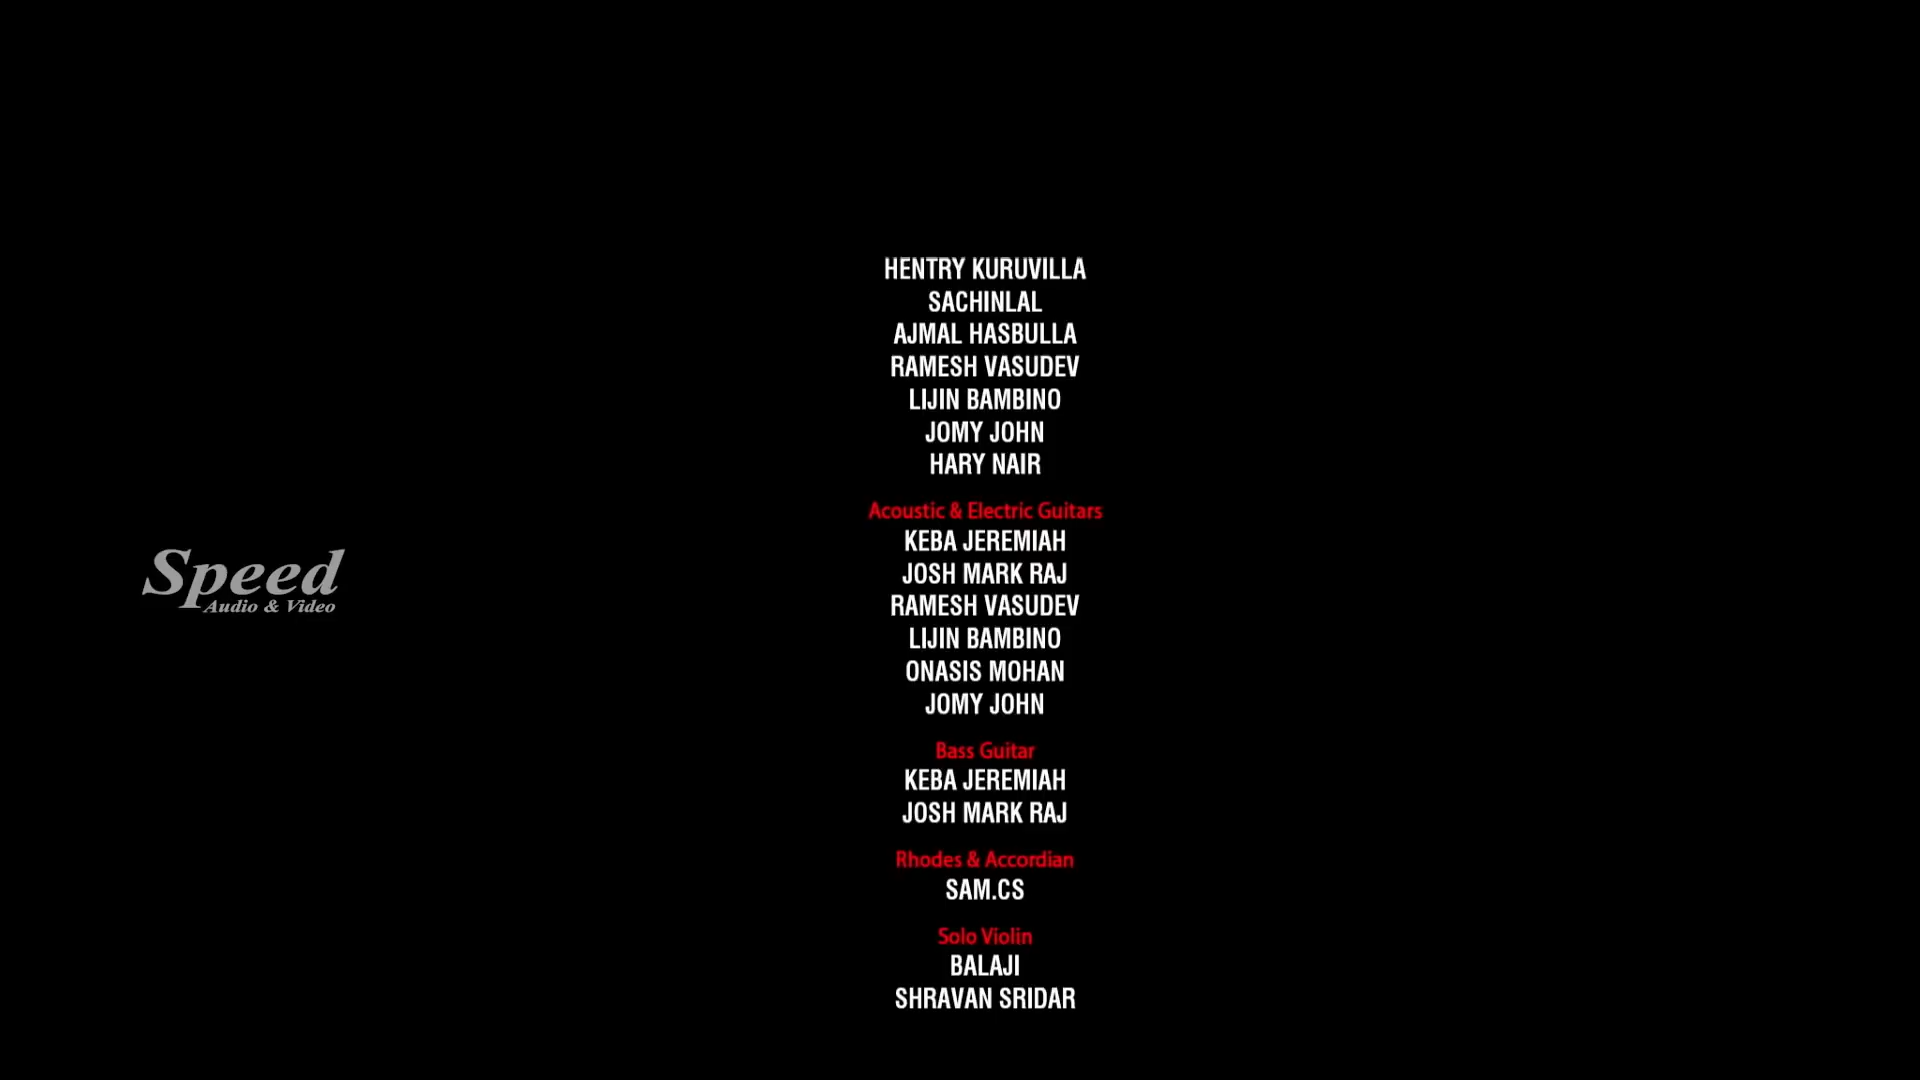 HENTRY KURUVILLA
SACHINLAL
AJMAL HASBULLA
RAMESH VASUDEV
LIJIN BAMBINO
JOMY JOHN
HARY NAIR
Acoustic & Electric Guitars
KEBA JEREMIAH
JOSH MARK RAJ
RAMESH VASUDEV
LIJIN BAMBINO
ONASIS MOHAN
JOMY JOHN
Bass Guitar
KEBA JEREMIAH
JOSH MARK RAJ
Rhodes & Accordian
SAM.CS
Solo Violin
BALAJI
SHRAVAN SRIDAR
Speed
Audio & Video